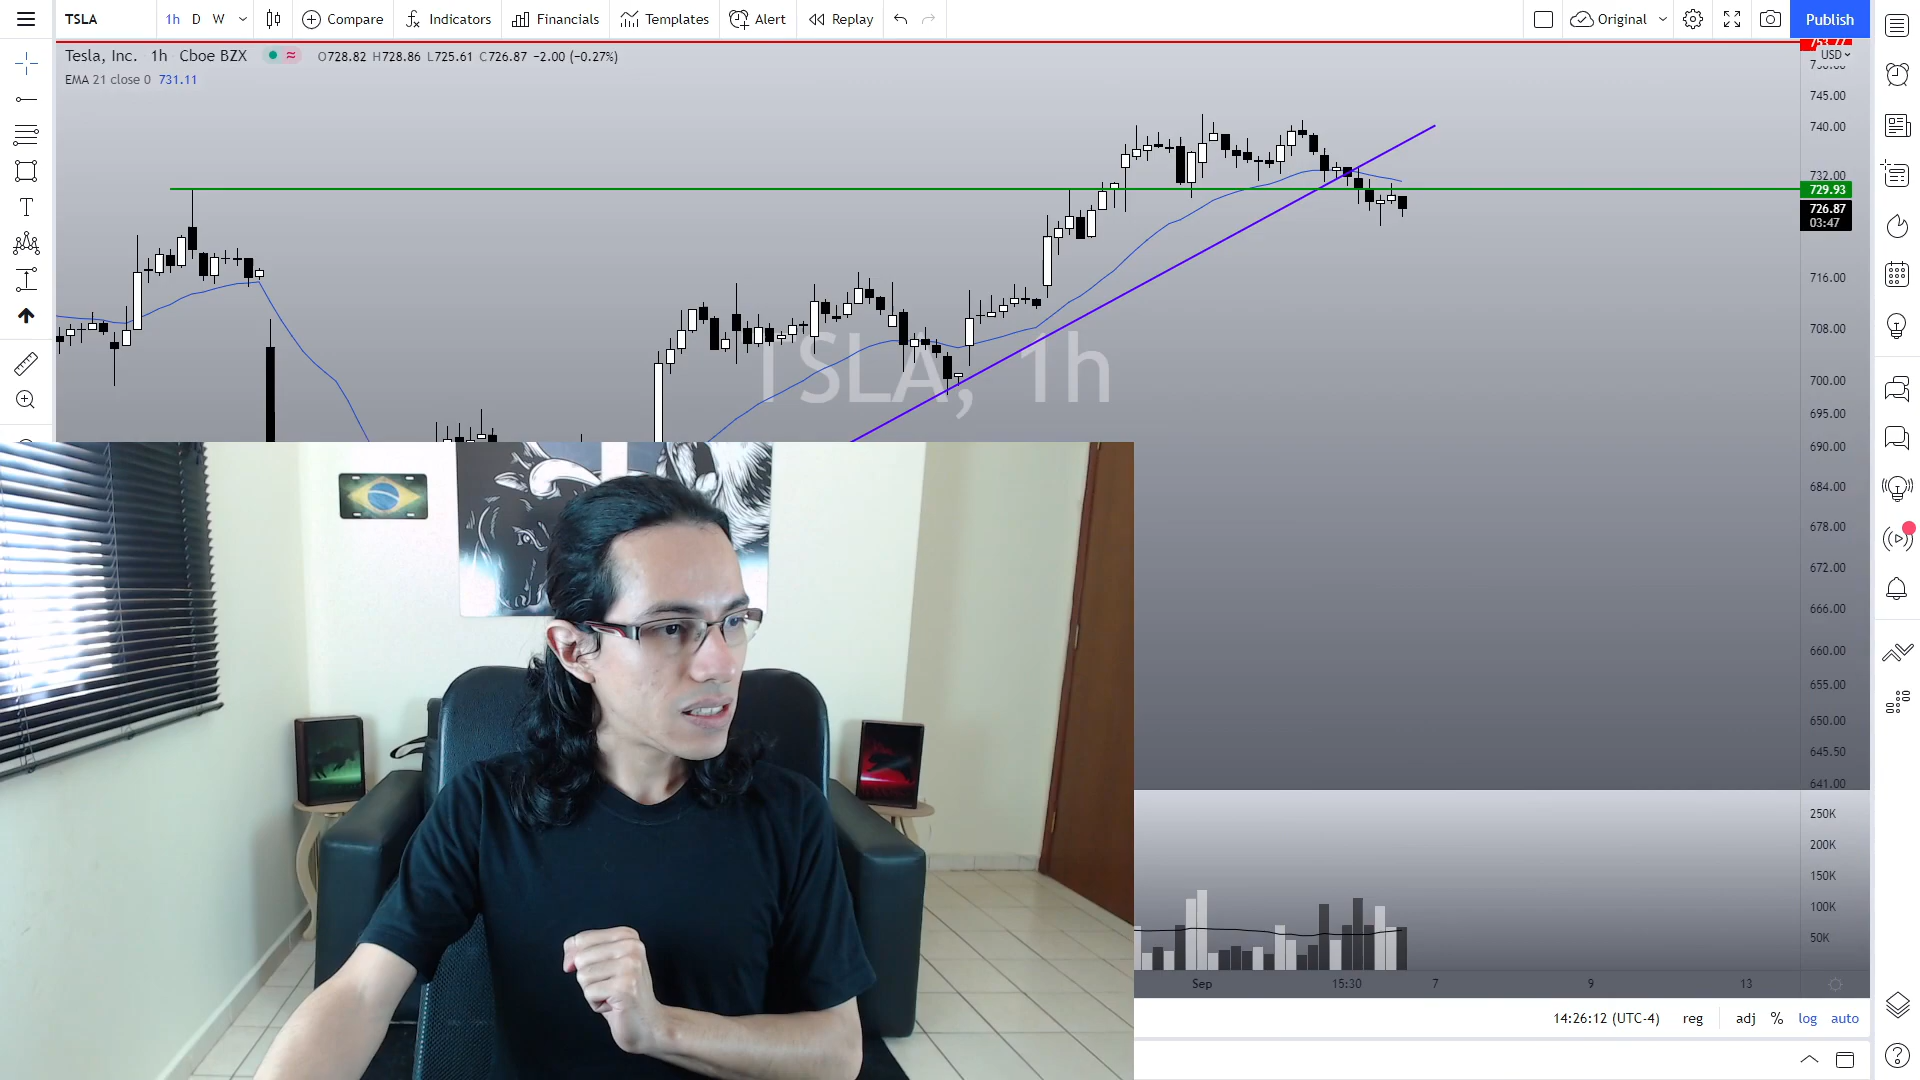 TSLA 1h D W Compare Indicators Financials Templates Alert Replay Original Publish
Tesla, Inc. 1h Cboe BZX O728.82 H728.86 L725.61 C726.87 −2.00 (−0.27%)
EMA 21 close 0 731.11
USD
745.00
740.00
732.00
729.93
726.87
03:47
716.00
708.00
700.00
695.00
690.00
684.00
678.00
672.00
666.00
660.00
655.00
650.00
645.50
641.00
TSLA, 1h
250K
200K
150K
100K
50K
Sep 15:30 7 9 13
14:26:12 (UTC-4) reg adj % log auto